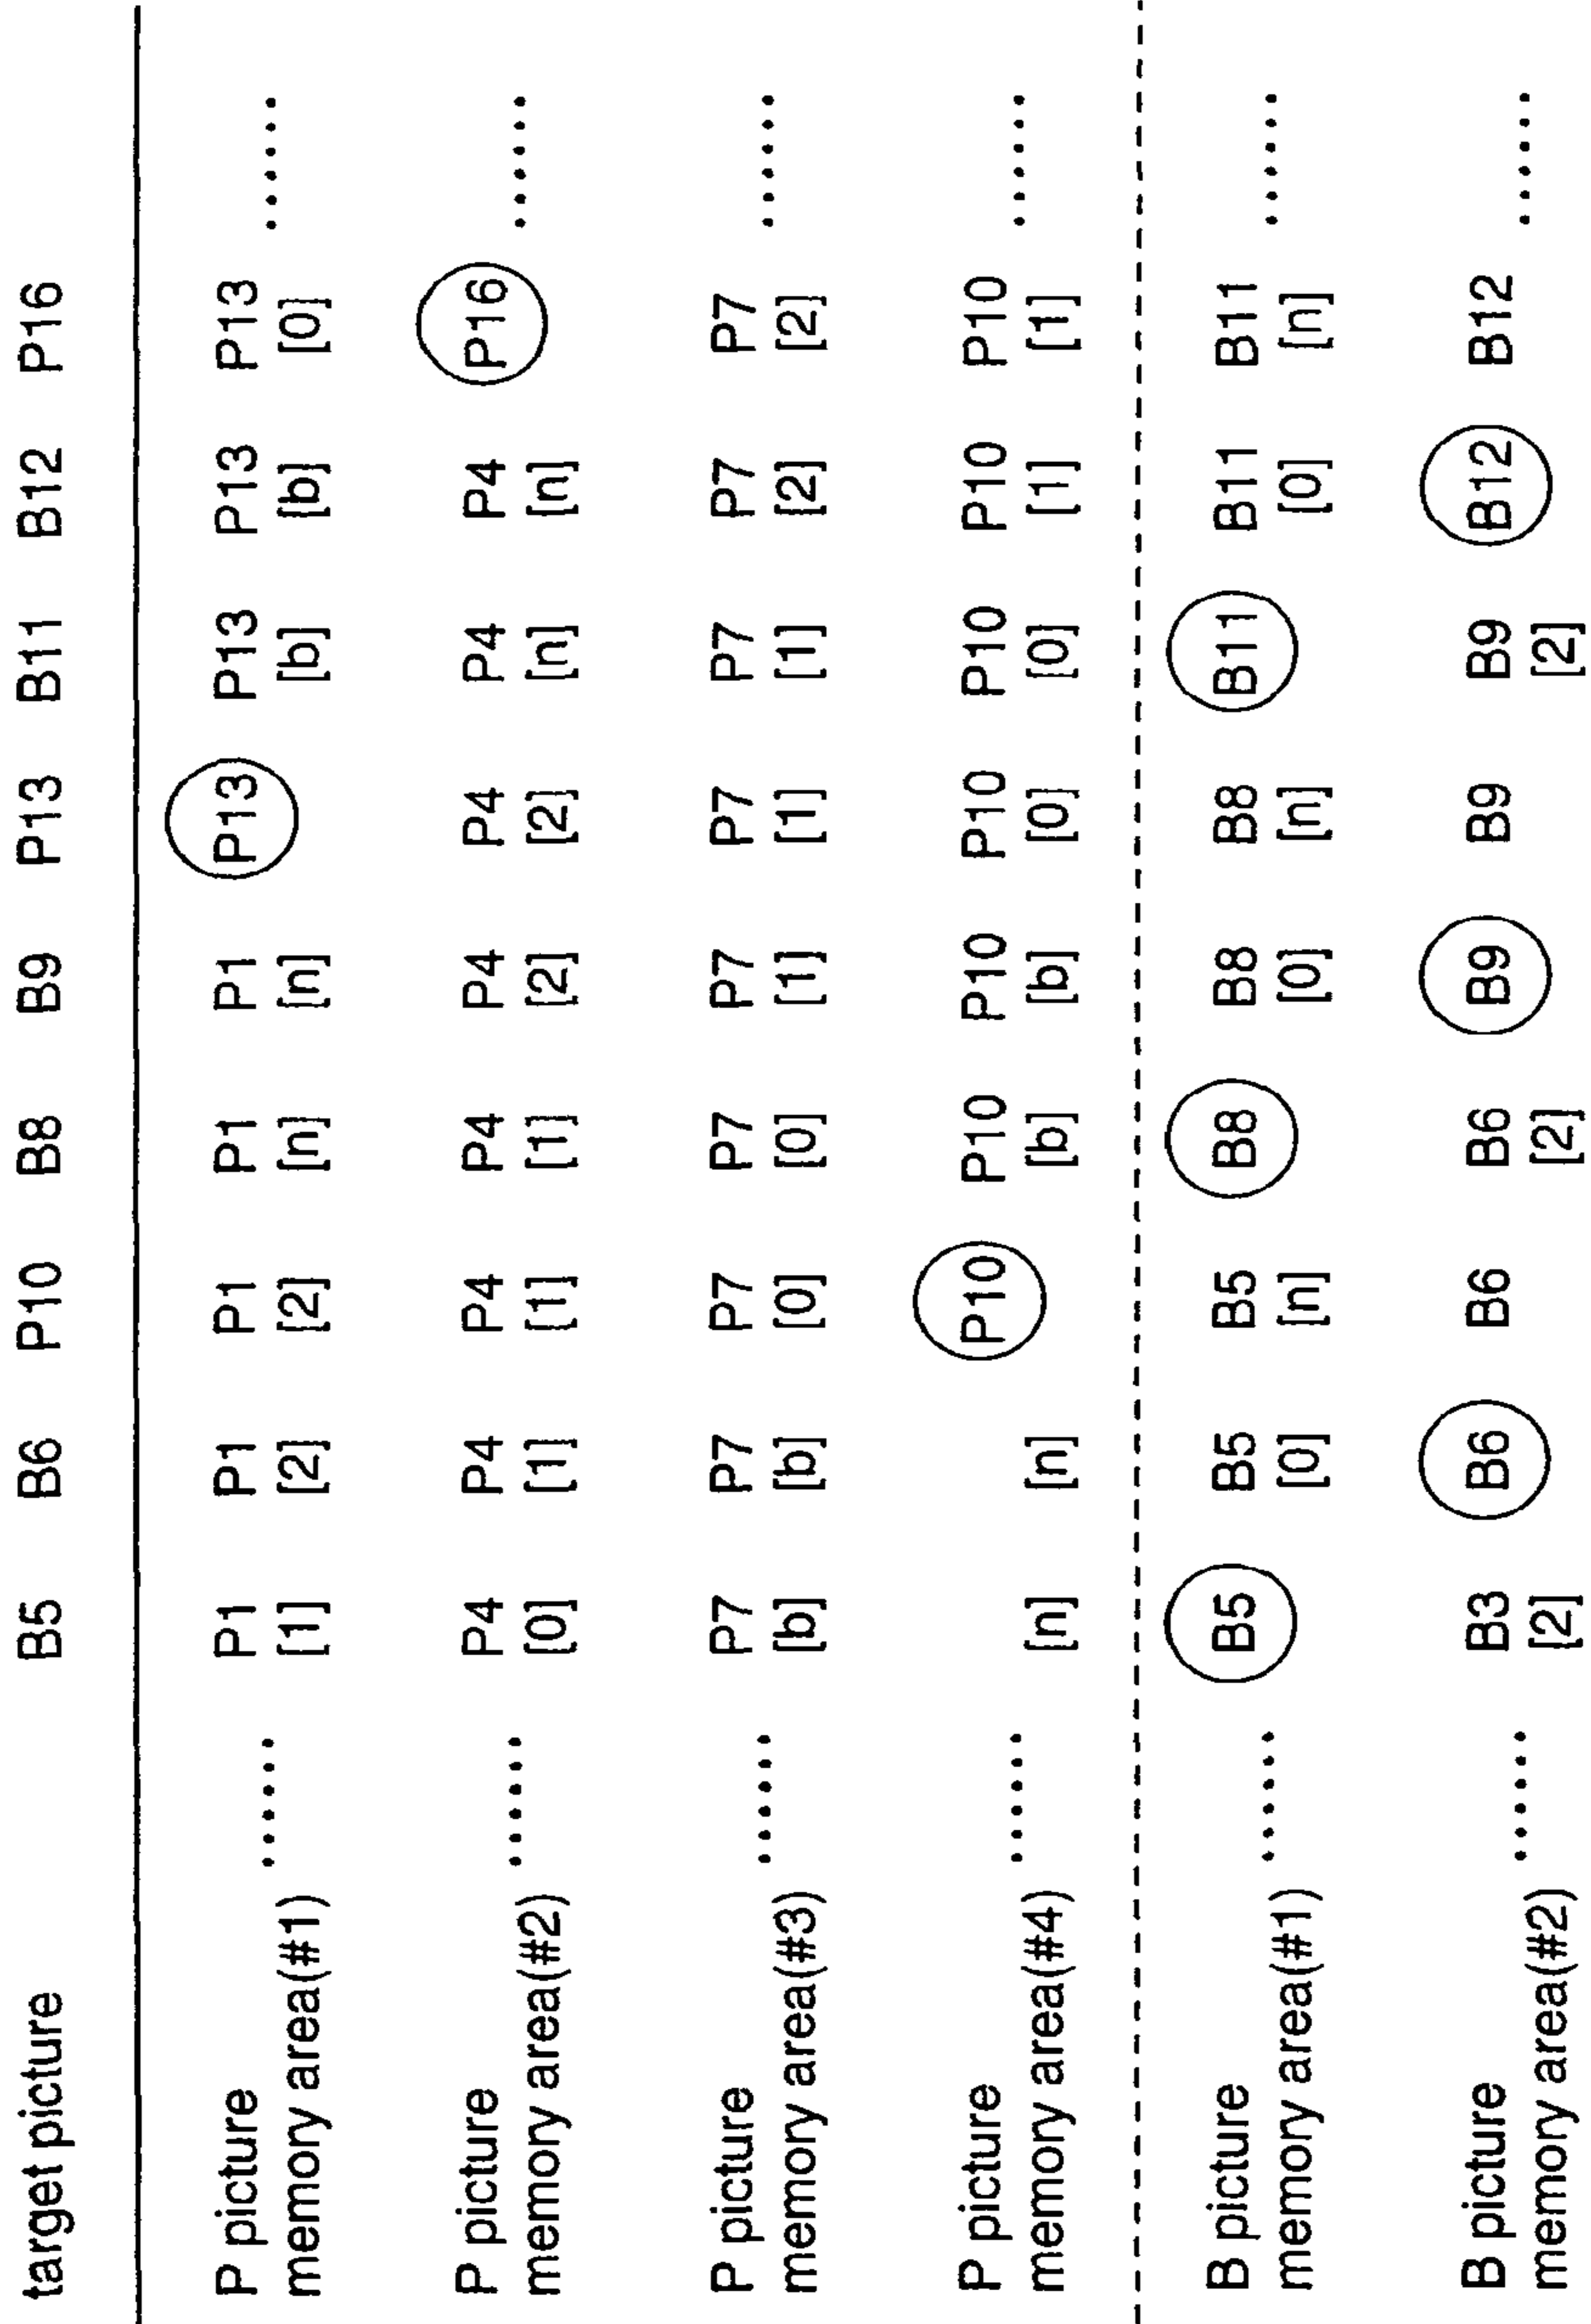 target picture B5 B6 P10 B8 B9 P13 B11 B12 P16
P picture ...... P1 P1 P1 P1 P1 P13 P13 P13 P13 ......
memory area(#1) [1] [2] [2] [n] [n] [b] [b] [0]
P picture ...... P4 P4 P4 P4 P4 P4 P4 P4 P16 ......
memory area(#2) [0] [1] [1] [1] [2] [2] [n] [n]
P picture ...... P7 P7 P7 P7 P7 P7 P7 P7 P7 ......
memory area(#3) [b] [b] [0] [0] [1] [1] [1] [2] [2]
P picture ...... P10 P10 P10 P10 P10 P10 P10 ......
memory area(#4) [n] [n] [b] [b] [0] [0] [1] [1]
B picture ...... B5 B5 B5 B8 B8 B8 B11 B11 B11 ......
memory area(#1) [0] [n] [0] [n] [0] [n]
B picture ...... B3 B6 B6 B6 B9 B9 B9 B12 B12 ......
memory area(#2) [2] [2] [2]